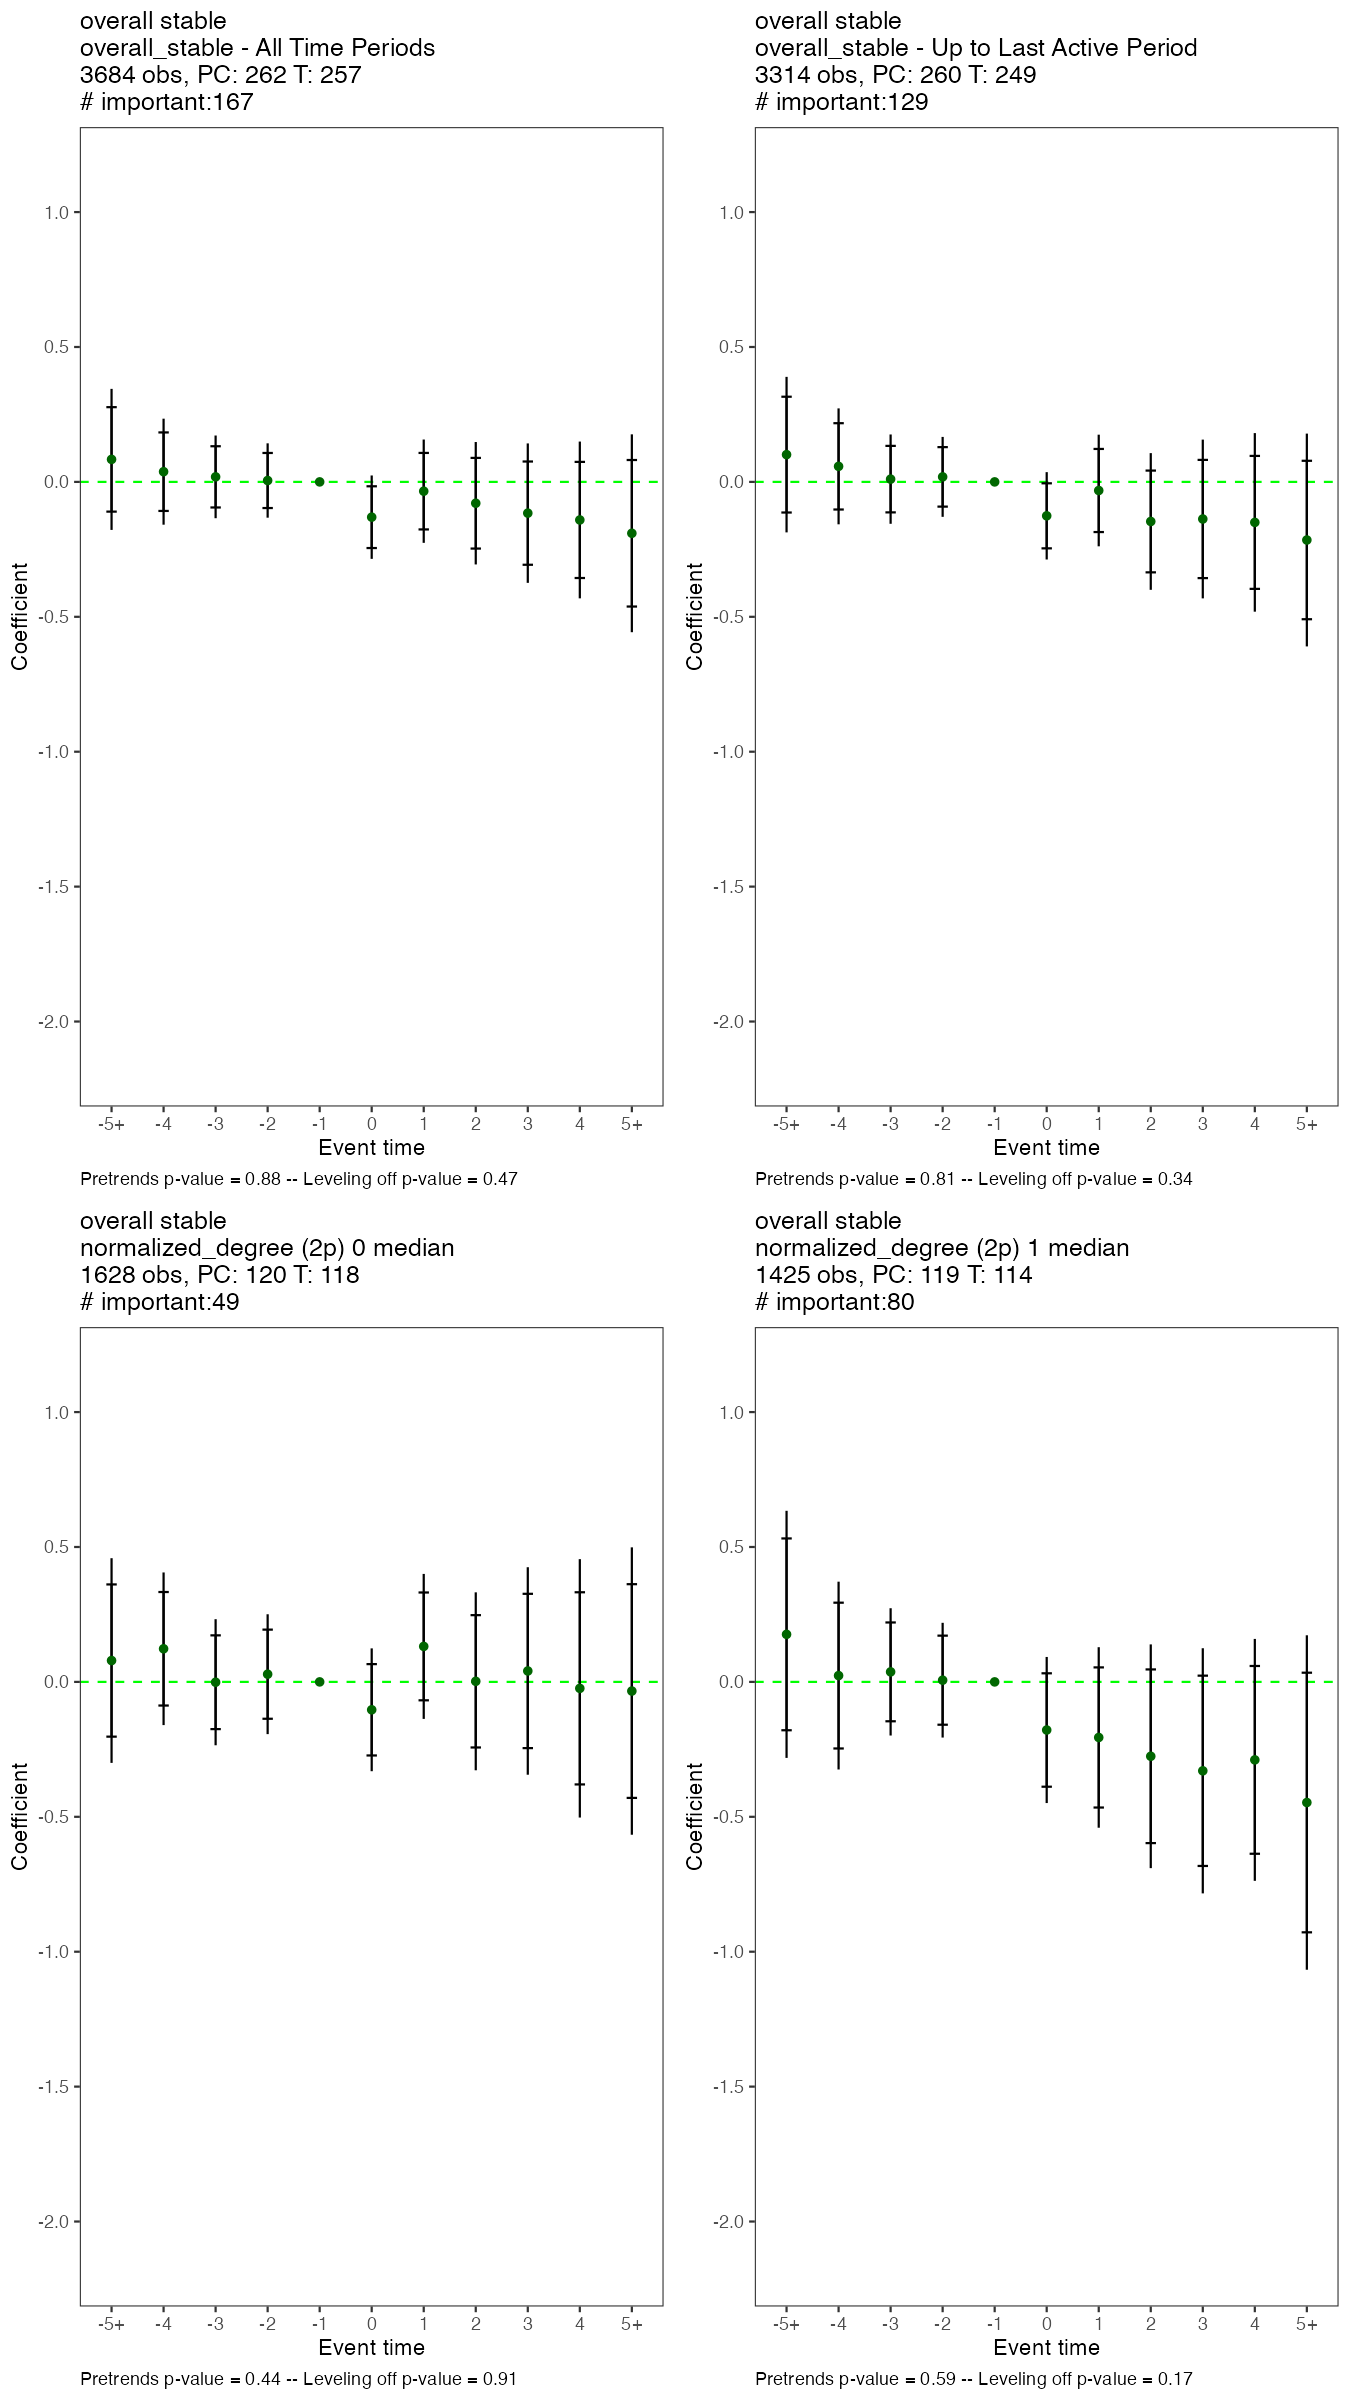 overall stable
overall_stable - All Time Periods
3684 obs, PC: 262 T: 257
# important:167
1.0
0.5
0.0
-0.5
-1.0
-1.5
-2.0
Coefficient
-5+ -4 -3 -2 -1 0 1 2 3 4 5+
Event time
Pretrends p-value = 0.88 -- Leveling off p-value = 0.47
overall stable
overall_stable - Up to Last Active Period
3314 obs, PC: 260 T: 249
# important:129
1.0
0.5
0.0
-0.5
-1.0
-1.5
-2.0
Coefficient
-5+ -4 -3 -2 -1 0 1 2 3 4 5+
Event time
Pretrends p-value = 0.81 -- Leveling off p-value = 0.34
overall stable
normalized_degree (2p) 0 median
1628 obs, PC: 120 T: 118
# important:49
1.0
0.5
0.0
-0.5
-1.0
-1.5
-2.0
Coefficient
-5+ -4 -3 -2 -1 0 1 2 3 4 5+
Event time
Pretrends p-value = 0.44 -- Leveling off p-value = 0.91
overall stable
normalized_degree (2p) 1 median
1425 obs, PC: 119 T: 114
# important:80
1.0
0.5
0.0
-0.5
-1.0
-1.5
-2.0
Coefficient
-5+ -4 -3 -2 -1 0 1 2 3 4 5+
Event time
Pretrends p-value = 0.59 -- Leveling off p-value = 0.17